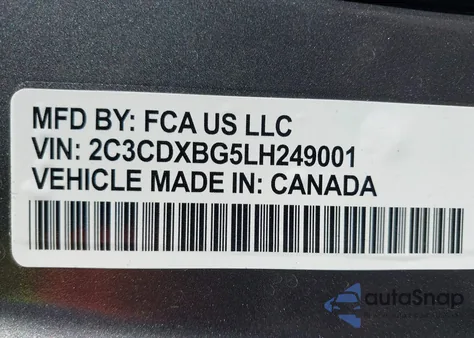 MFD BY: FCA US LLC
VIN: 2C3CDXBG5LH249001
VEHICLE MADE IN: CANADA
autoSnap